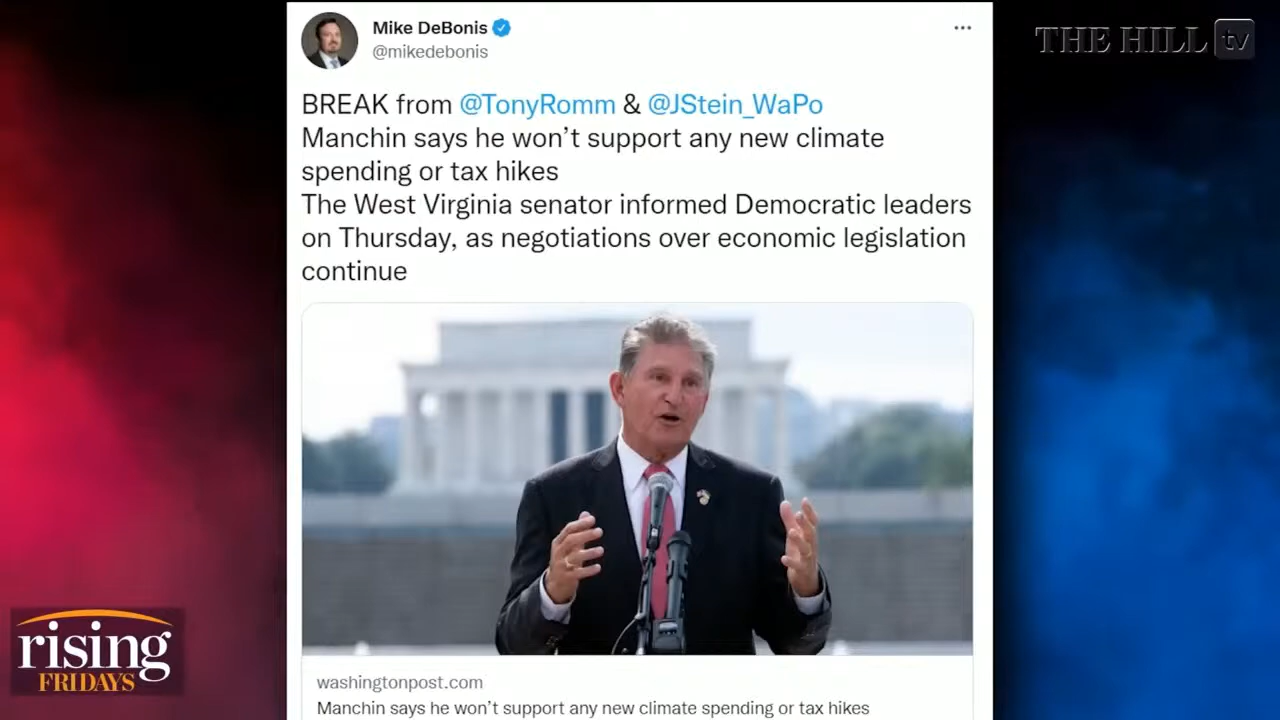 Mike DeBonis
@mikedebonis
THE HILL tv
BREAK from @TonyRomm & @JStein_WaPo
Manchin says he won’t support any new climate
spending or tax hikes
The West Virginia senator informed Democratic leaders
on Thursday, as negotiations over economic legislation
continue
rising
FRIDAYS
washingtonpost.com
Manchin says he won’t support any new climate spending or tax hikes